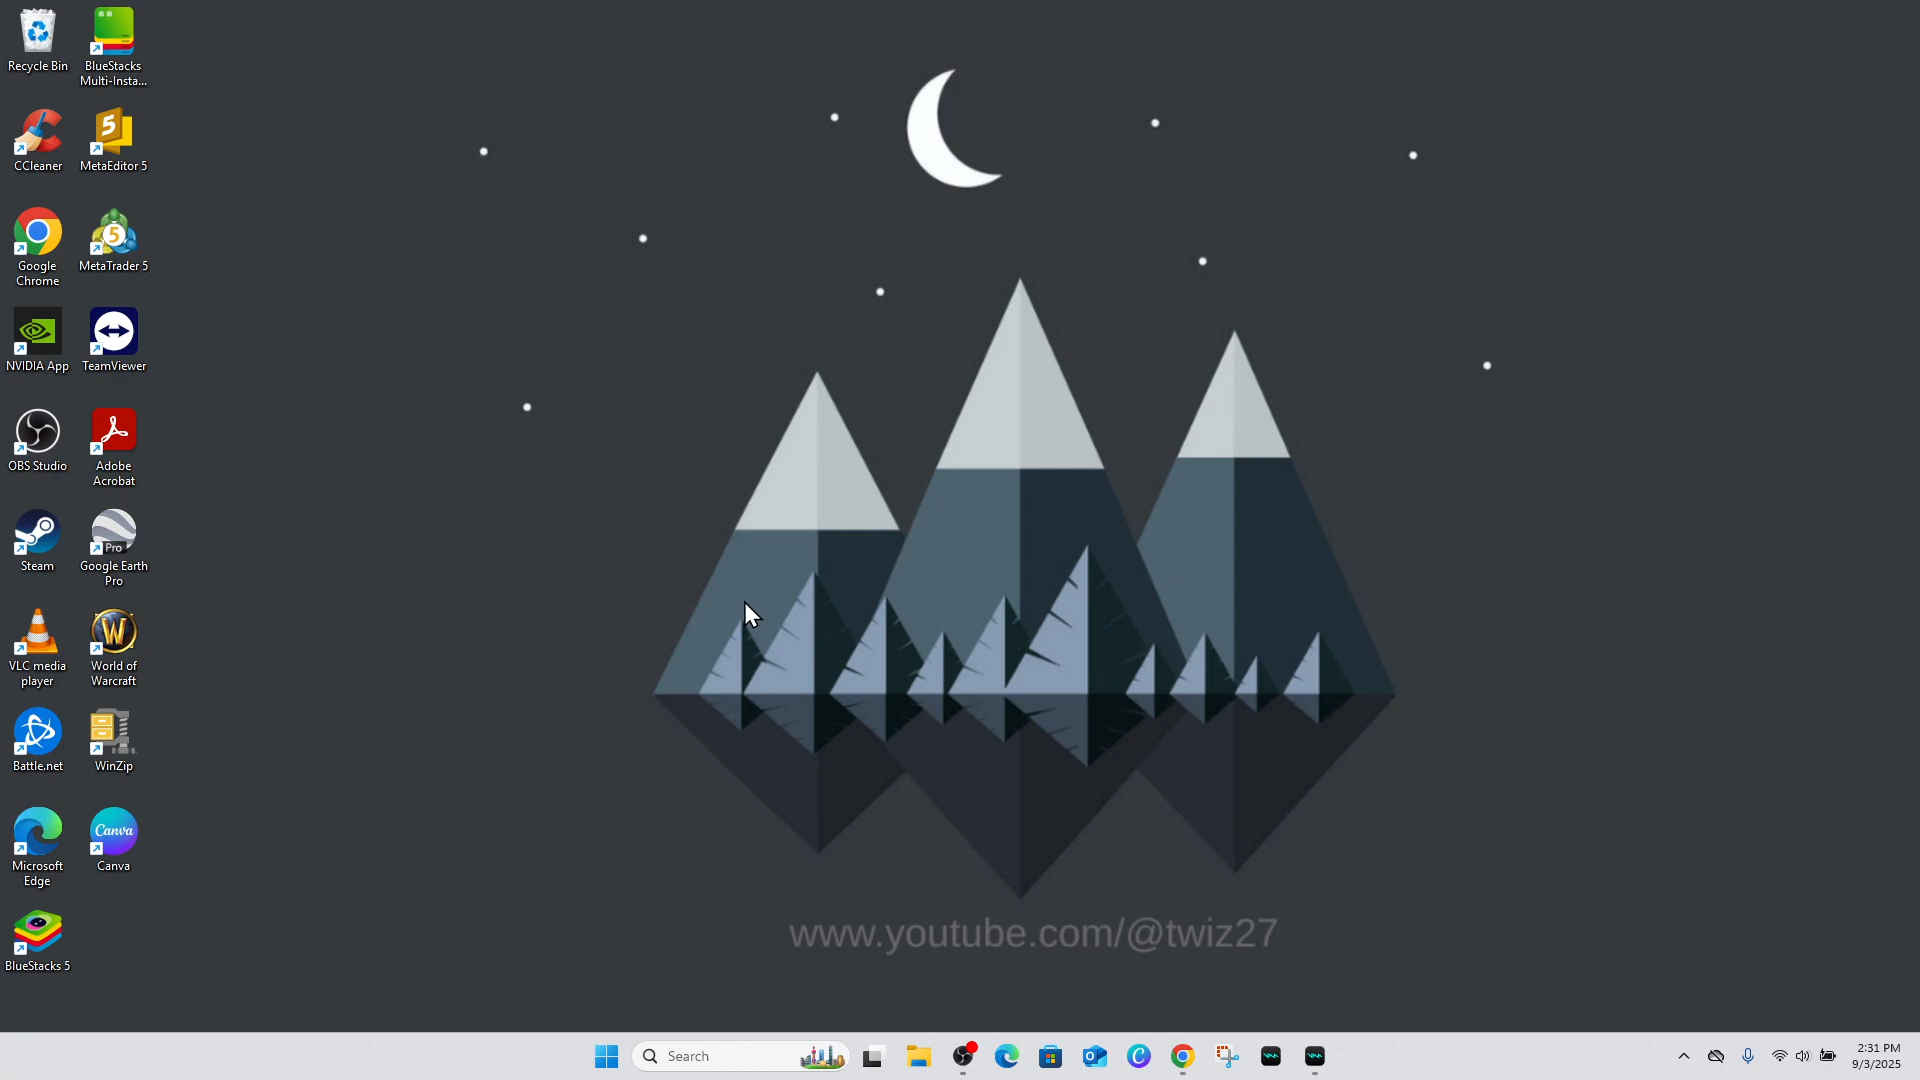 Recycle Bin
BlueStacks
Multi-Insta...
CCleaner
5
MetaEditor 5
Google
Chrome
5
MetaTrader 5
NVIDIA App
TeamViewer
OBS Studio
Adobe
Acrobat
Steam
Pro
Google Earth
Pro
VLC media
player
W
World of
Warcraft
Battle.net
WinZip
Microsoft
Edge
Canva
Canva
BlueStacks 5
www.youtube.com/@twiz27
Search
2:31 PM
9/3/2025